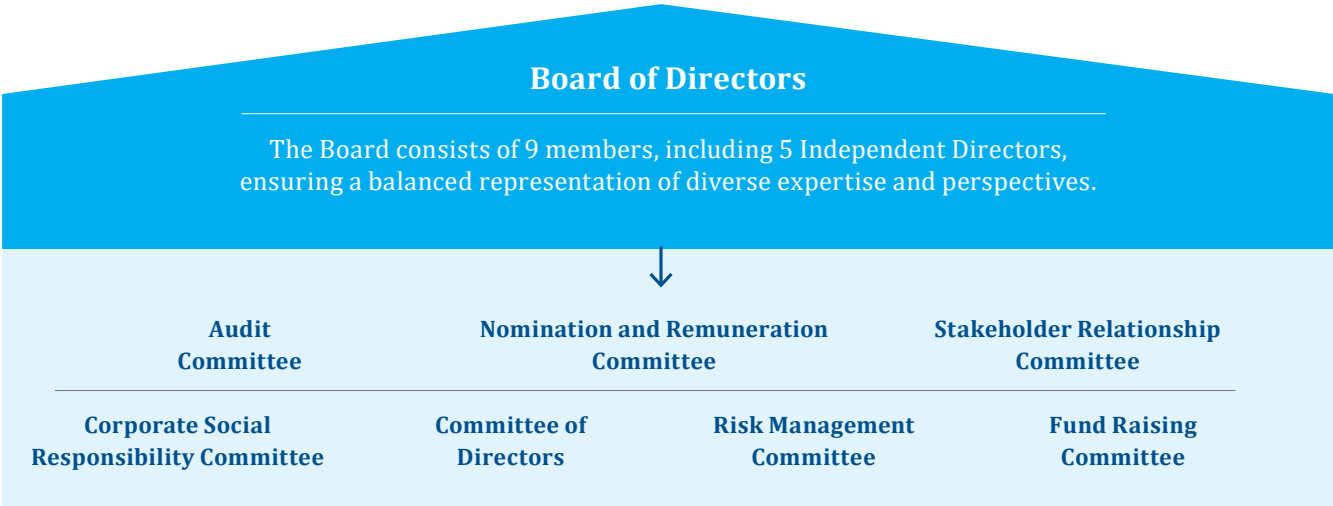 Board of Directors
The Board consists of 9 members, including 5 Independent Directors,
ensuring a balanced representation of diverse expertise and perspectives.
Audit
Committee
Nomination and Remuneration
Committee
Stakeholder Relationship
Committee
Corporate Social
Responsibility Committee
Committee of
Directors
Risk Management
Committee
Fund Raising
Committee